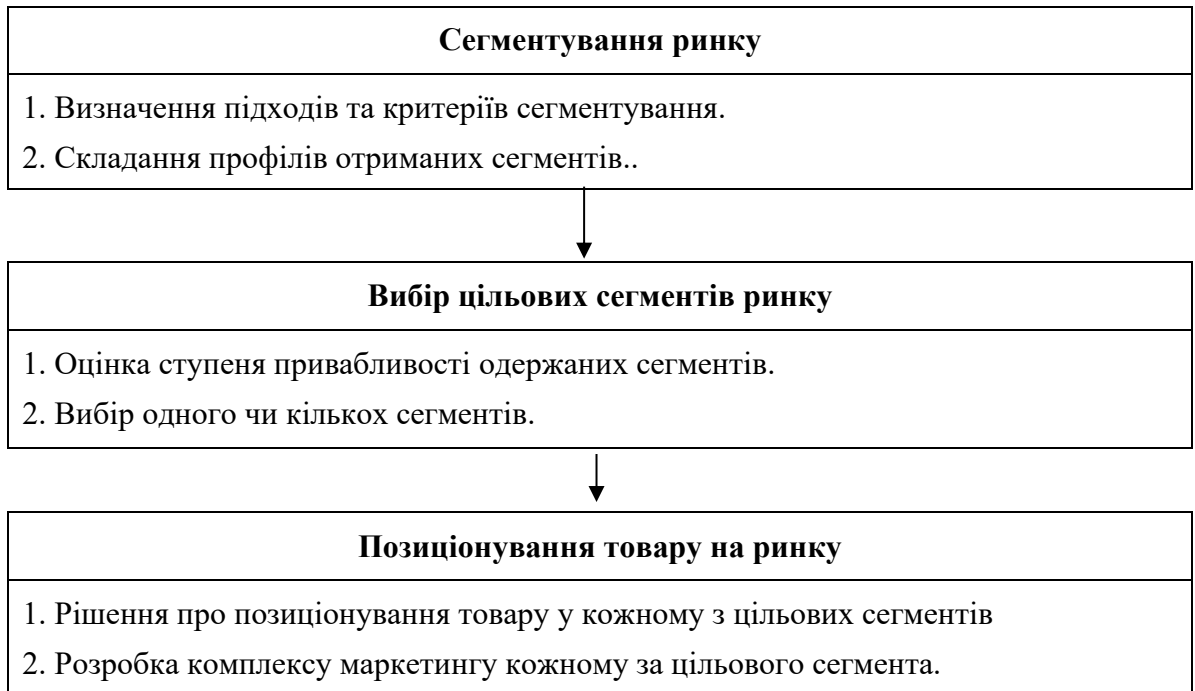 Сегментування ринку
1. Визначення підходів та критеріїв сегментування.
2. Складання профілів отриманих сегментів..
Вибір цільових сегментів ринку
1. Оцінка ступеня привабливості одержаних сегментів.
2. Вибір одного чи кількох сегментів.
Позиціонування товару на ринку
1. Рішення про позиціонування товару у кожному з цільових сегментів
2. Розробка комплексу маркетингу кожному за цільового сегмента.